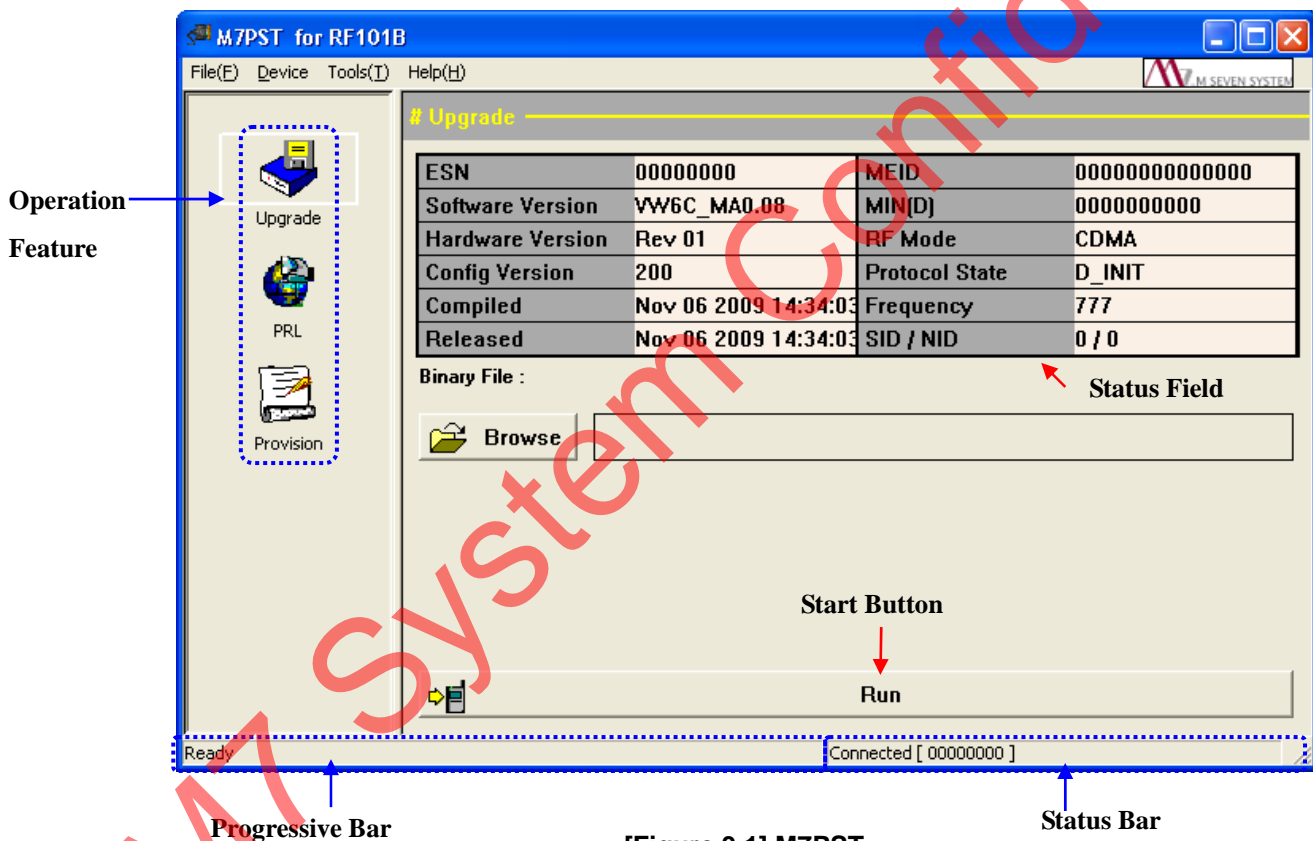 M7PST for RF101B
File(F) Device Tools(T) Help(H)
M7. M SEVEN SYSTEM
# Upgrade
Operation
Feature
Upgrade
PRL
Provision
ESN 00000000 MEID 00000000000000
Software Version VW6C_MA0.08 MIN(D) 0000000000
Hardware Version Rev 01 RF Mode CDMA
Config Version 200 Protocol State D_INIT
Compiled Nov 06 2009 14:34:03 Frequency 777
Released Nov 06 2009 14:34:03 SID / NID 0 / 0
Binary File :
Status Field
Browse
Start Button
Run
Ready Connected [ 00000000 ]
Progressive Bar
Status Bar
M7 System Confid